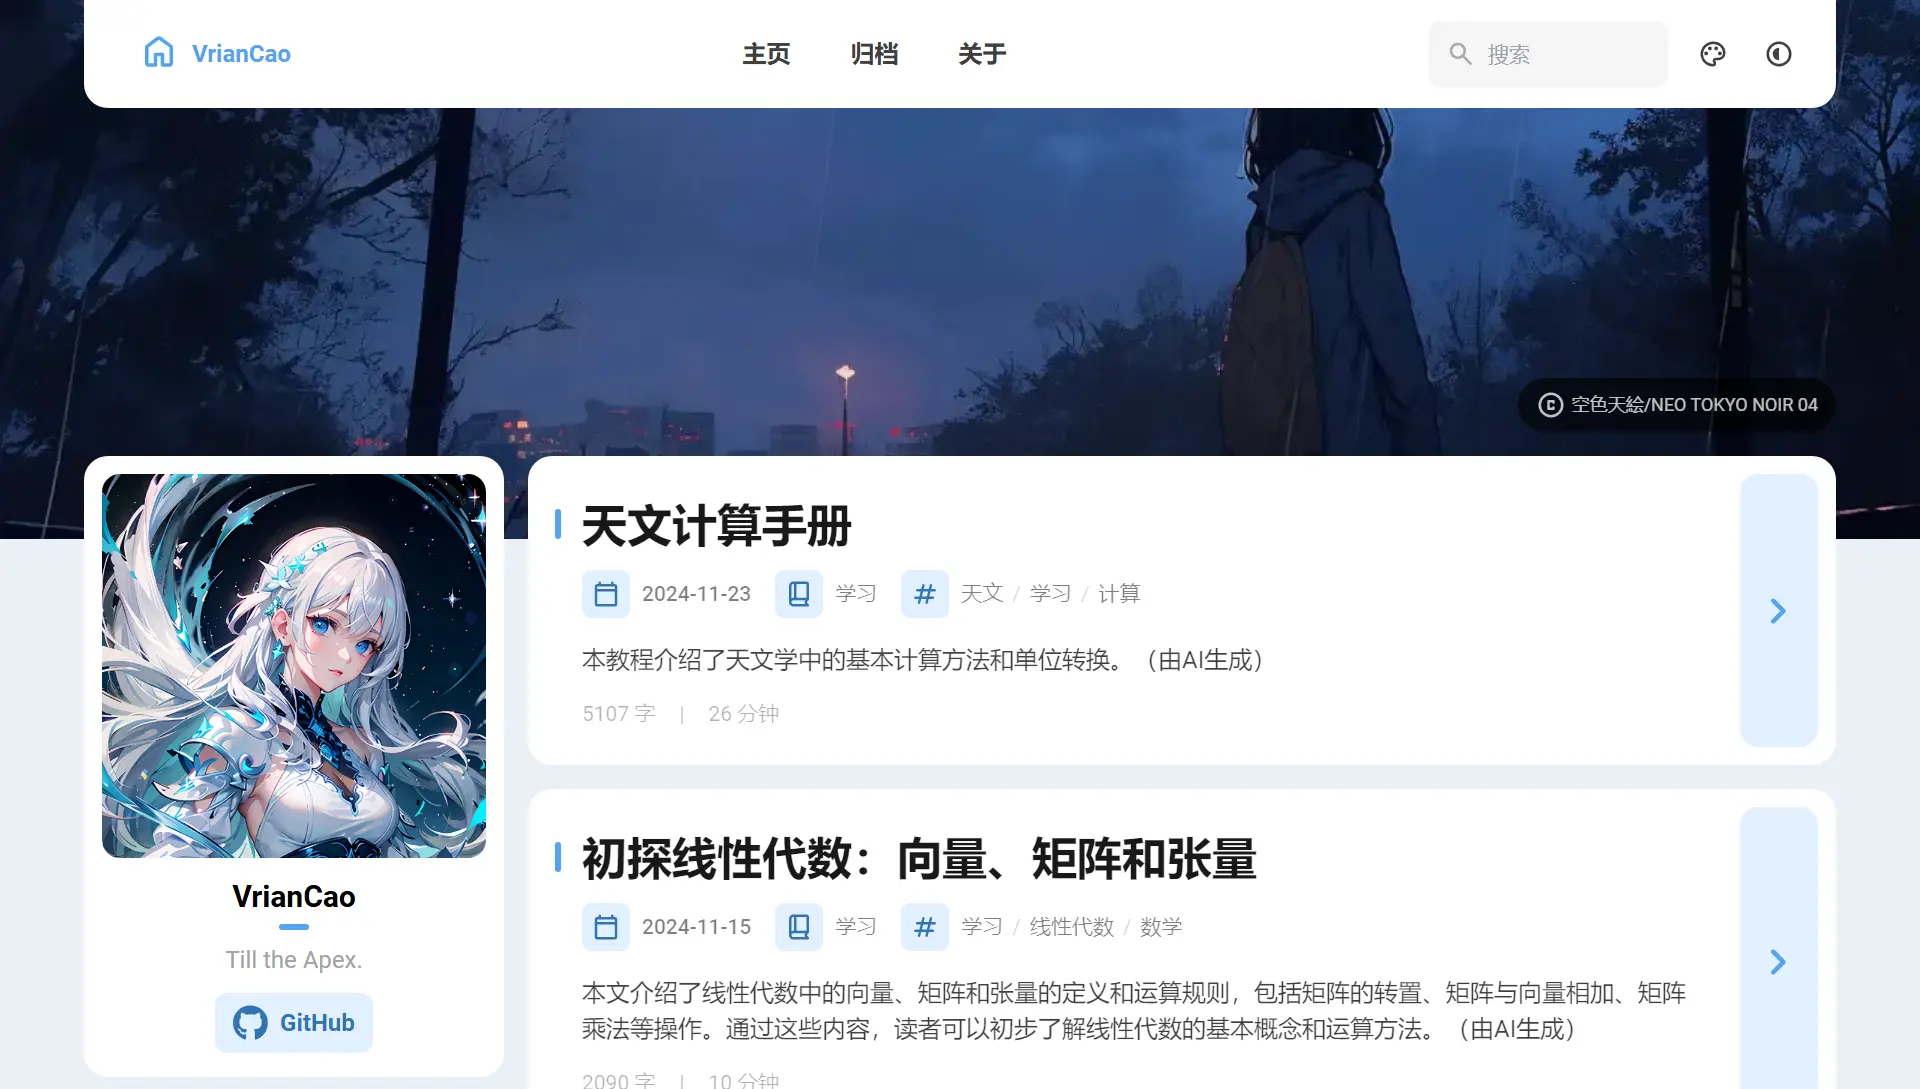 VrianCao
主页 归档 关于
搜索
空色天絵/NEO TOKYO NOIR 04
VrianCao
Till the Apex.
GitHub
天文计算手册
2024-11-23 学习 天文 / 学习 / 计算
本教程介绍了天文学中的基本计算方法和单位转换。（由AI生成）
5107 字 | 26 分钟
初探线性代数：向量、矩阵和张量
2024-11-15 学习 学习 / 线性代数 / 数学
本文介绍了线性代数中的向量、矩阵和张量的定义和运算规则，包括矩阵的转置、矩阵与向量相加、矩阵
乘法等操作。通过这些内容，读者可以初步了解线性代数的基本概念和运算方法。（由AI生成）
2090 字 | 10 分钟